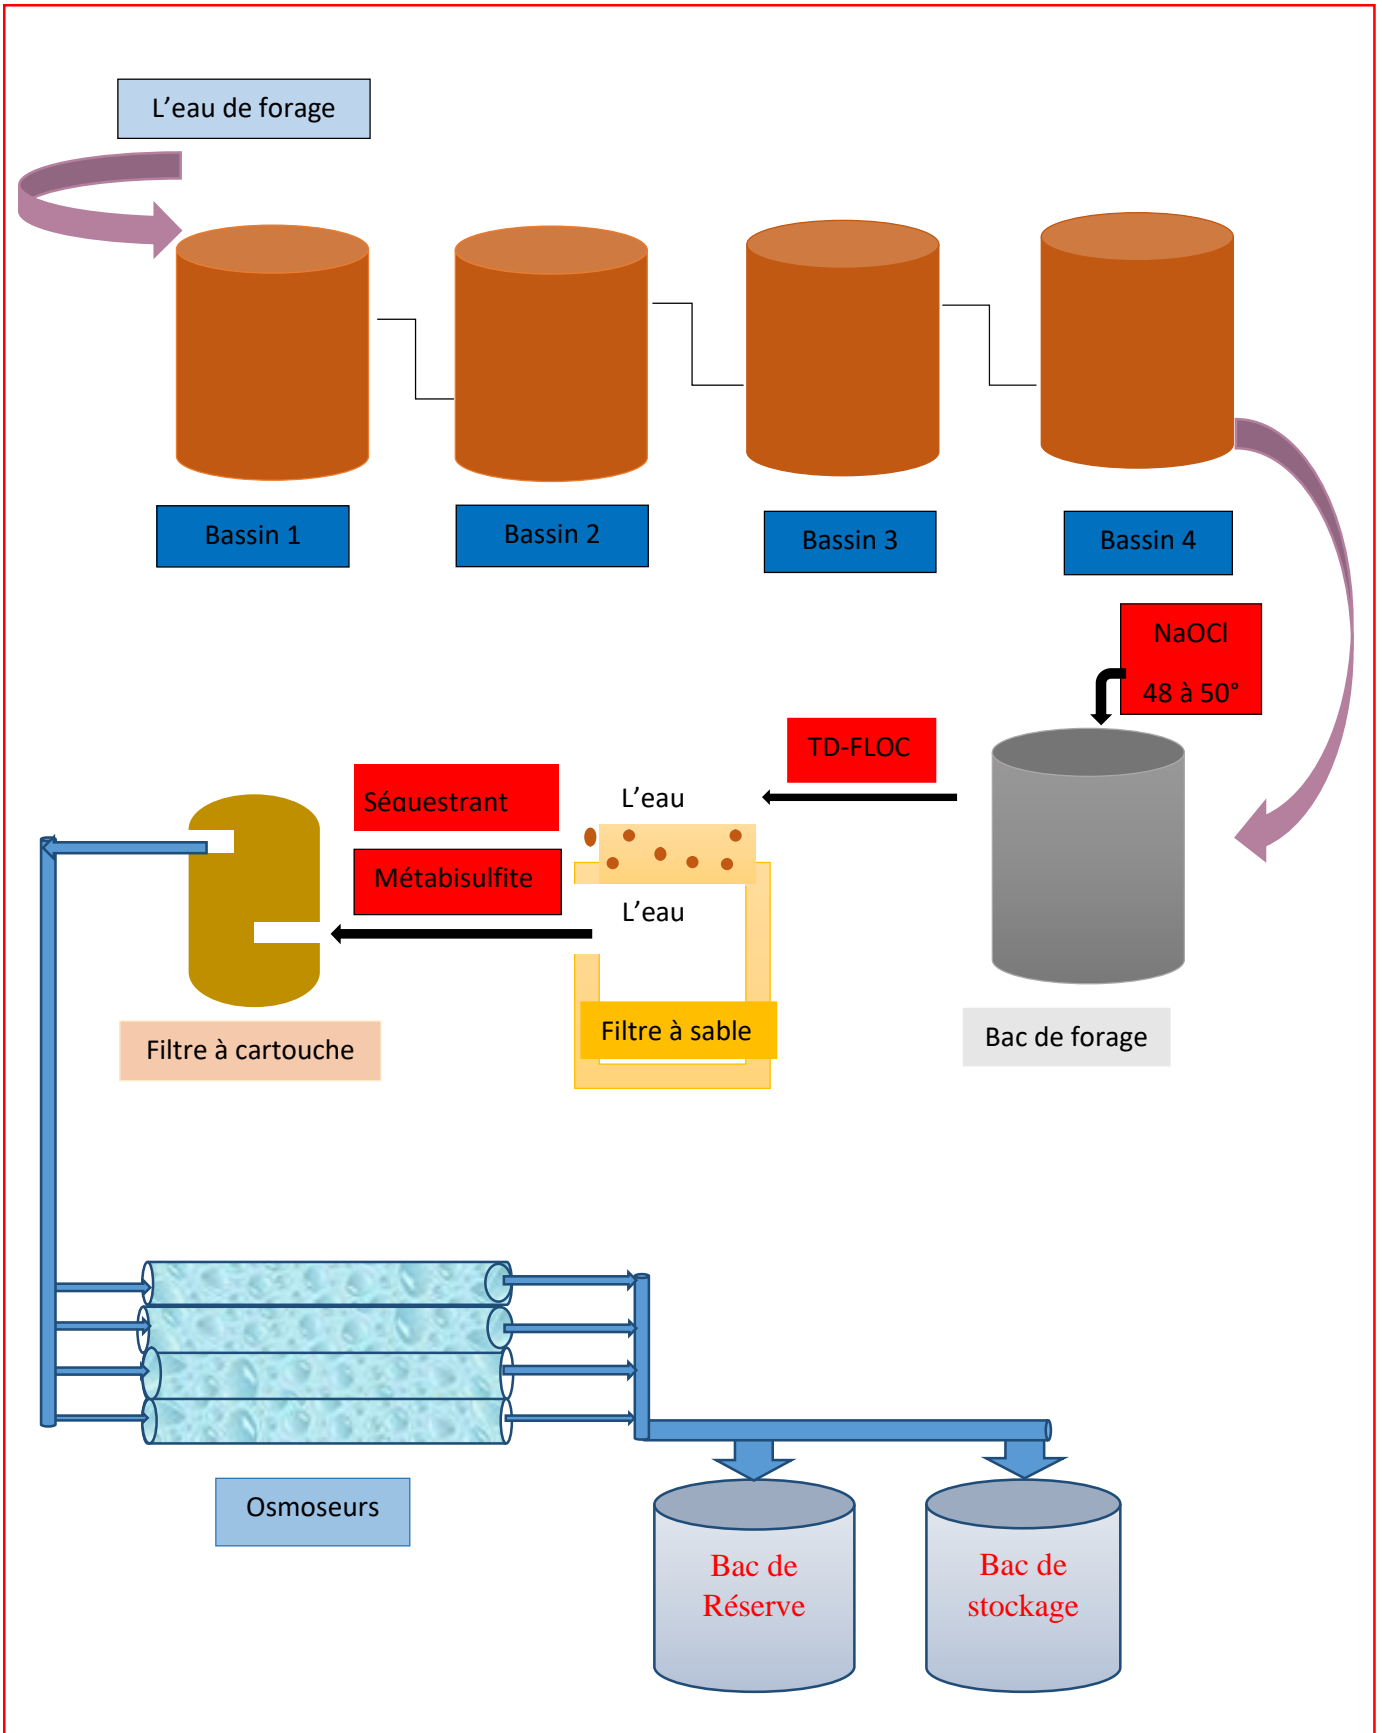 L’eau de forage
Bassin 1
Bassin 2
Bassin 3
Bassin 4
NaOCl
48 à 50°
TD-FLOC
L’eau
Séquestrant
Métabisulfite
L’eau
Filtre à sable
Bac de forage
Filtre à cartouche
Osmoseurs
Bac de
Réserve
Bac de
stockage